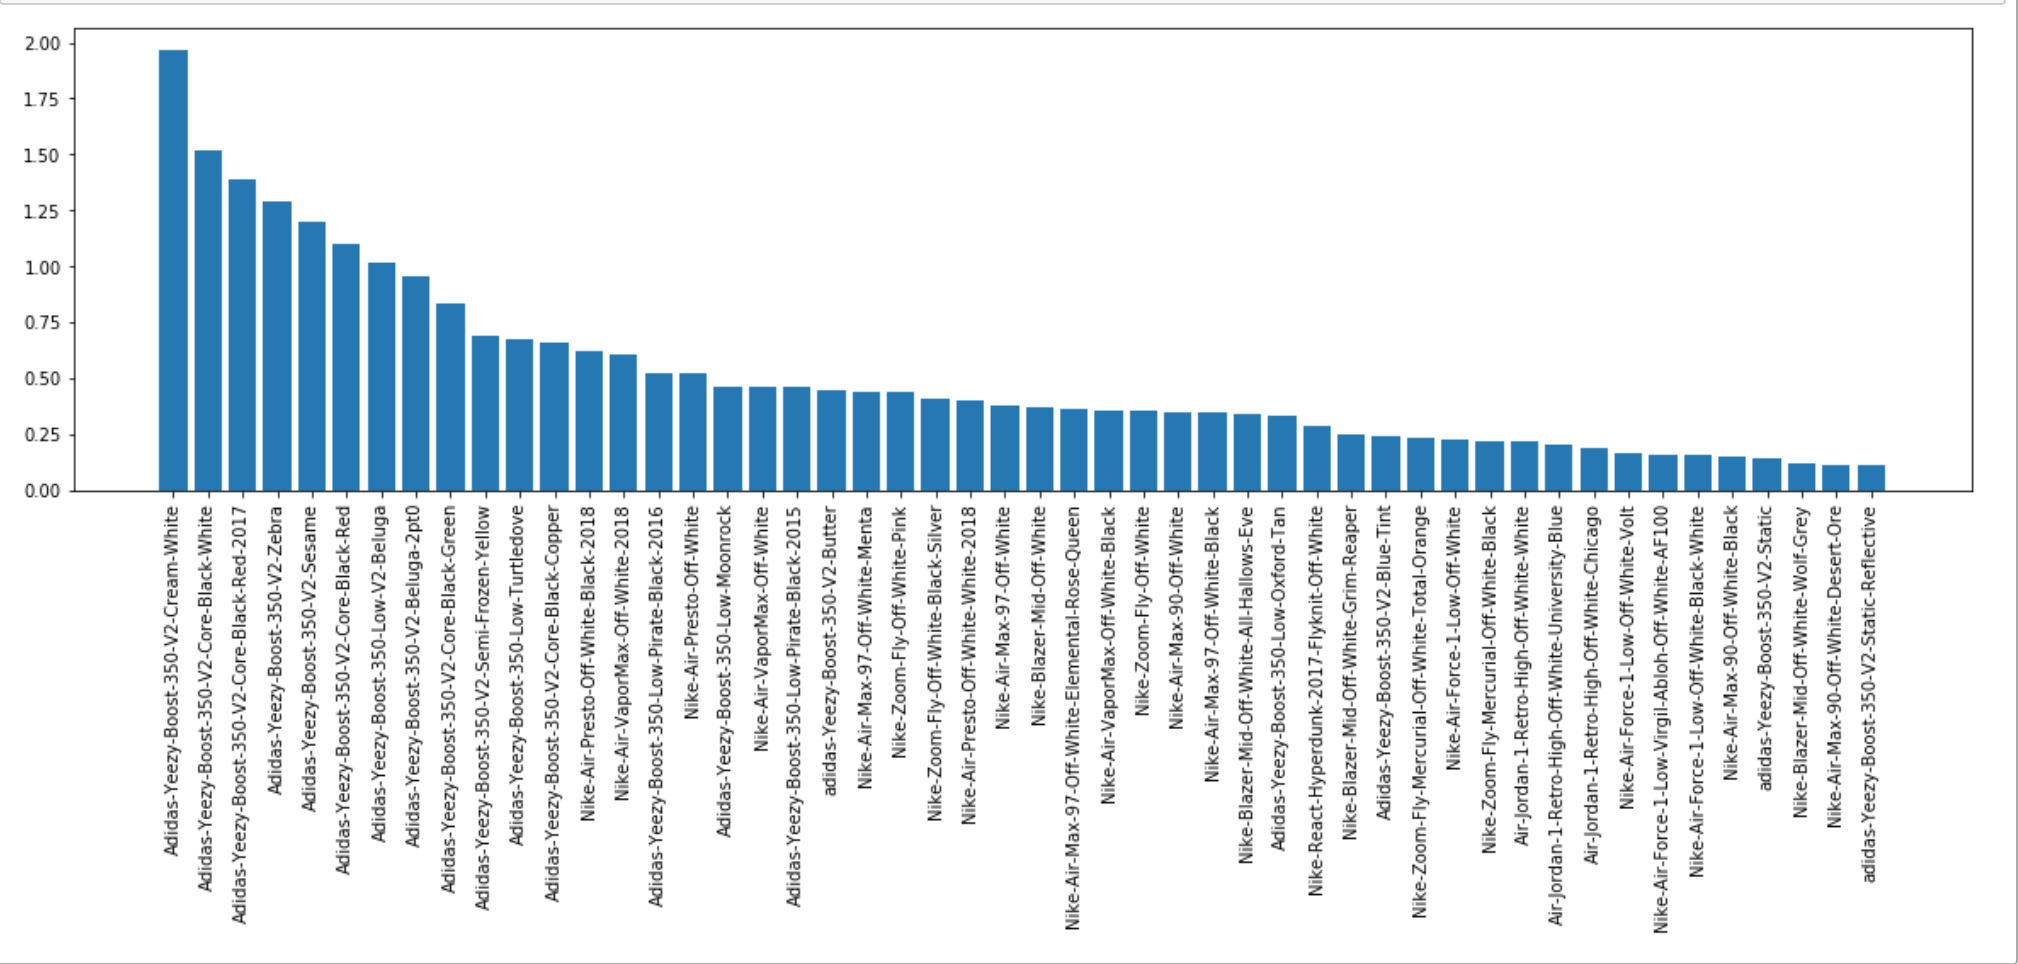 2.00
1.75
1.50
1.25
1.00
0.75
0.50
0.25
0.00
Adidas-Yeezy-Boost-350-V2-Cream-White
Adidas-Yeezy-Boost-350-V2-Core-Black-White
Adidas-Yeezy-Boost-350-V2-Core-Black-Red-2017
Adidas-Yeezy-Boost-350-V2-Zebra
Adidas-Yeezy-Boost-350-V2-Sesame
Adidas-Yeezy-Boost-350-V2-Core-Black-Red
Adidas-Yeezy-Boost-350-Low-V2-Beluga
Adidas-Yeezy-Boost-350-V2-Beluga-2pt0
Adidas-Yeezy-Boost-350-V2-Core-Black-Green
Adidas-Yeezy-Boost-350-V2-Semi-Frozen-Yellow
Adidas-Yeezy-Boost-350-Low-Turtledove
Adidas-Yeezy-Boost-350-V2-Core-Black-Copper
Nike-Air-Presto-Off-White-Black-2018
Nike-Air-VaporMax-Off-White-2018
Adidas-Yeezy-Boost-350-Low-Pirate-Black-2016
Nike-Air-Presto-Off-White
Adidas-Yeezy-Boost-350-Low-Moonrock
Nike-Air-VaporMax-Off-White
Adidas-Yeezy-Boost-350-Low-Pirate-Black-2015
adidas-Yeezy-Boost-350-V2-Butter
Nike-Air-Max-97-Off-White-Menta
Nike-Zoom-Fly-Off-White-Pink
Nike-Zoom-Fly-Off-White-Black-Silver
Nike-Air-Presto-Off-White-White-2018
Nike-Air-Max-97-Off-White
Nike-Blazer-Mid-Off-White
Nike-Air-Max-97-Off-White-Elemental-Rose-Queen
Nike-Air-VaporMax-Off-White-Black
Nike-Zoom-Fly-Off-White
Nike-Air-Max-90-Off-White
Nike-Air-Max-97-Off-White-Black
Nike-Blazer-Mid-Off-White-All-Hallows-Eve
Adidas-Yeezy-Boost-350-Low-Oxford-Tan
Nike-React-Hyperdunk-2017-Flyknit-Off-White
Nike-Blazer-Mid-Off-White-Grim-Reaper
Adidas-Yeezy-Boost-350-V2-Blue-Tint
Nike-Zoom-Fly-Mercurial-Off-White-Total-Orange
Nike-Air-Force-1-Low-Off-White
Nike-Zoom-Fly-Mercurial-Off-White-Black
Air-Jordan-1-Retro-High-Off-White-White
Air-Jordan-1-Retro-High-Off-White-University-Blue
Air-Jordan-1-Retro-High-Off-White-Chicago
Nike-Air-Force-1-Low-Off-White-Volt
Nike-Air-Force-1-Low-Virgil-Abloh-Off-White-AF100
Nike-Air-Force-1-Low-Off-White-Black-White
Nike-Air-Max-90-Off-White-Black
adidas-Yeezy-Boost-350-V2-Static
Nike-Blazer-Mid-Off-White-Wolf-Grey
Nike-Air-Max-90-Off-White-Desert-Ore
adidas-Yeezy-Boost-350-V2-Static-Reflective